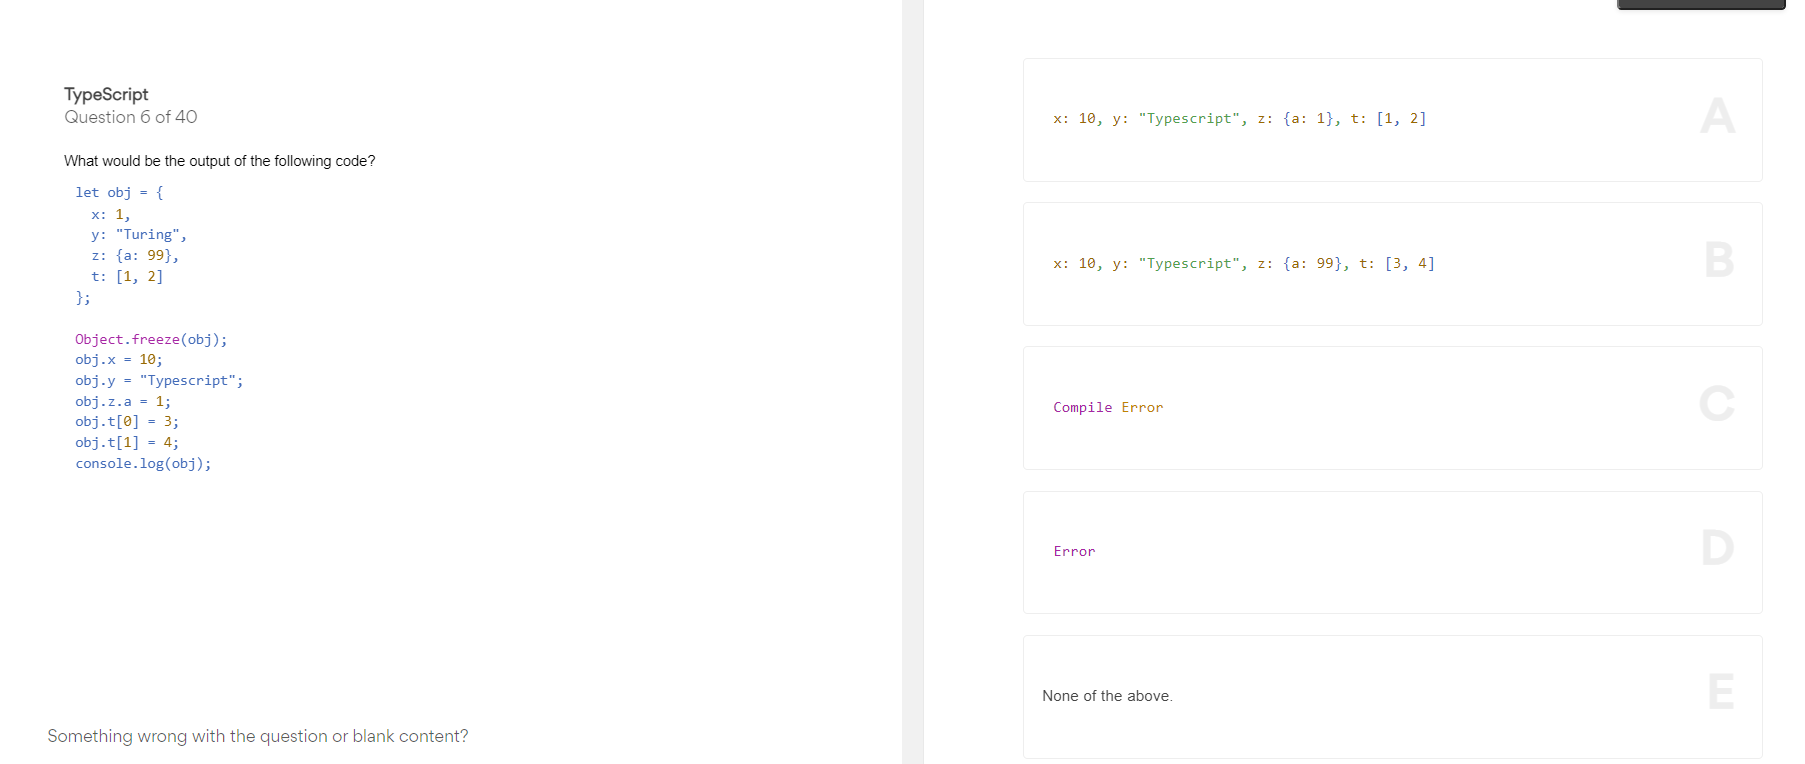 TypeScript
Question 6 of 40
What would be the output of the following code?
let obj = {
  x: 1,
  y: "Turing",
  z: {a: 99},
  t: [1, 2]
};

Object.freeze(obj);
obj.x = 10;
obj.y = "Typescript";
obj.z.a = 1;
obj.t[0] = 3;
obj.t[1] = 4;
console.log(obj);
Something wrong with the question or blank content?
x: 10, y: "Typescript", z: {a: 1}, t: [1, 2]
A
x: 10, y: "Typescript", z: {a: 99}, t: [3, 4]
B
Compile Error
C
Error
D
None of the above.
E